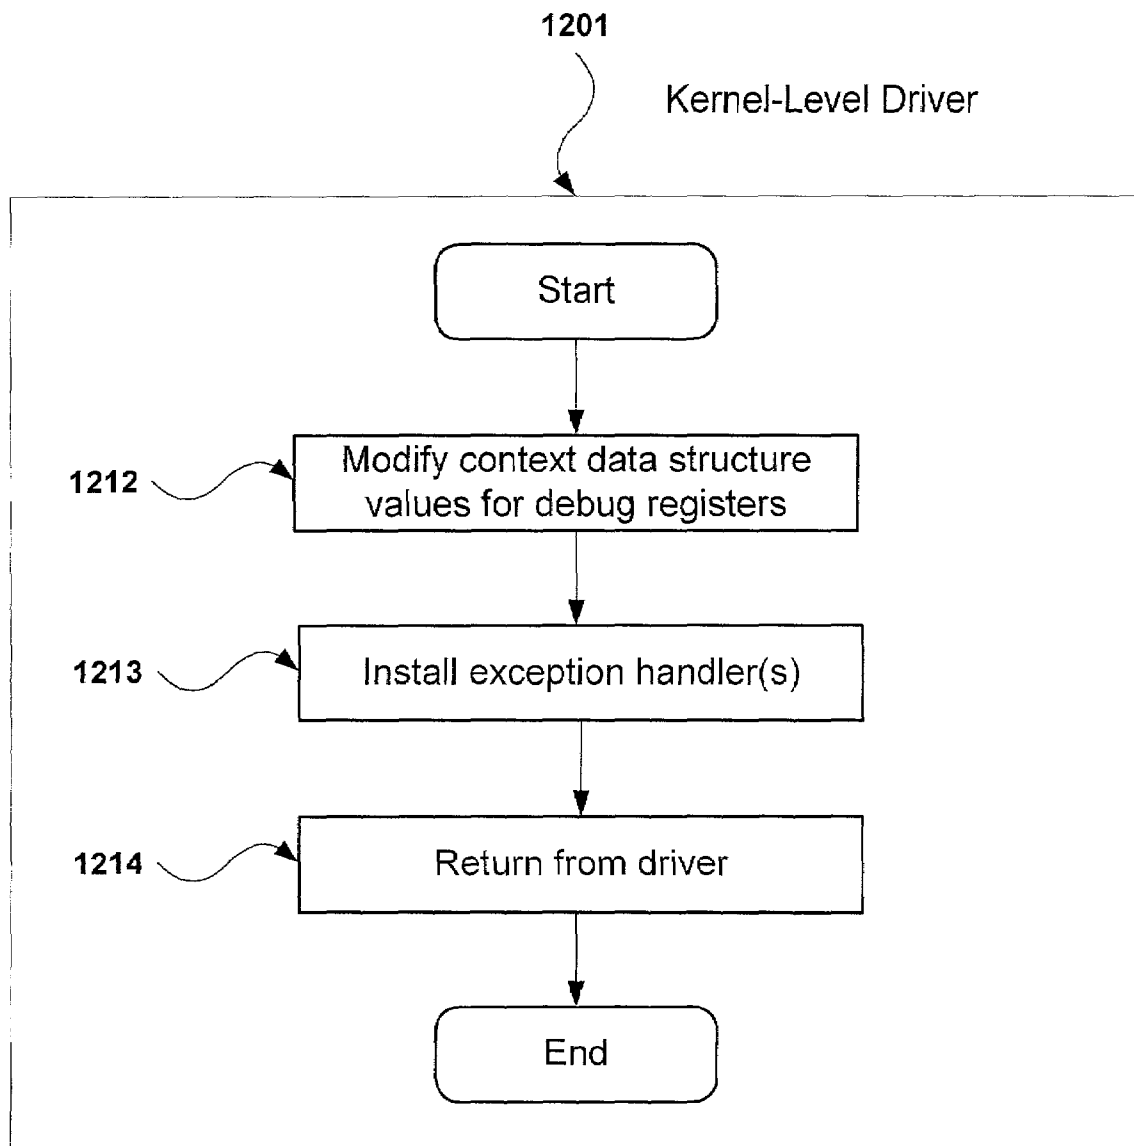 1201
Kernel-Level Driver
Start
1212
Modify context data structure
values for debug registers
1213
Install exception handler(s)
1214
Return from driver
End